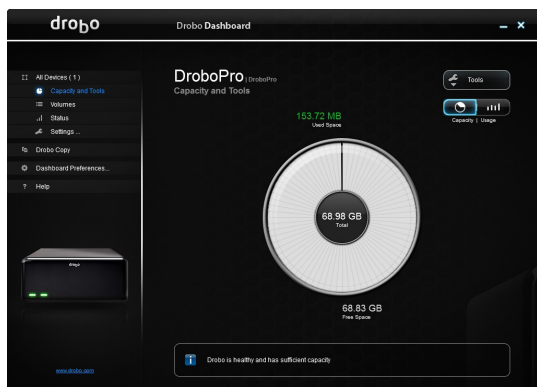 drobo
Drobo Dashboard
All Devices ( 1 )
Capacity and Tools
Volumes
Status
Settings ...
Drobo Copy
Dashboard Preferences...
? Help
drobo
www.drobo.com
DroboPro | DroboPro
Capacity and Tools
Tools
Capacity | Usage
153.72 MB
Used Space
68.98 GB
Total
68.83 GB
Free Space
Drobo is healthy and has sufficient capacity